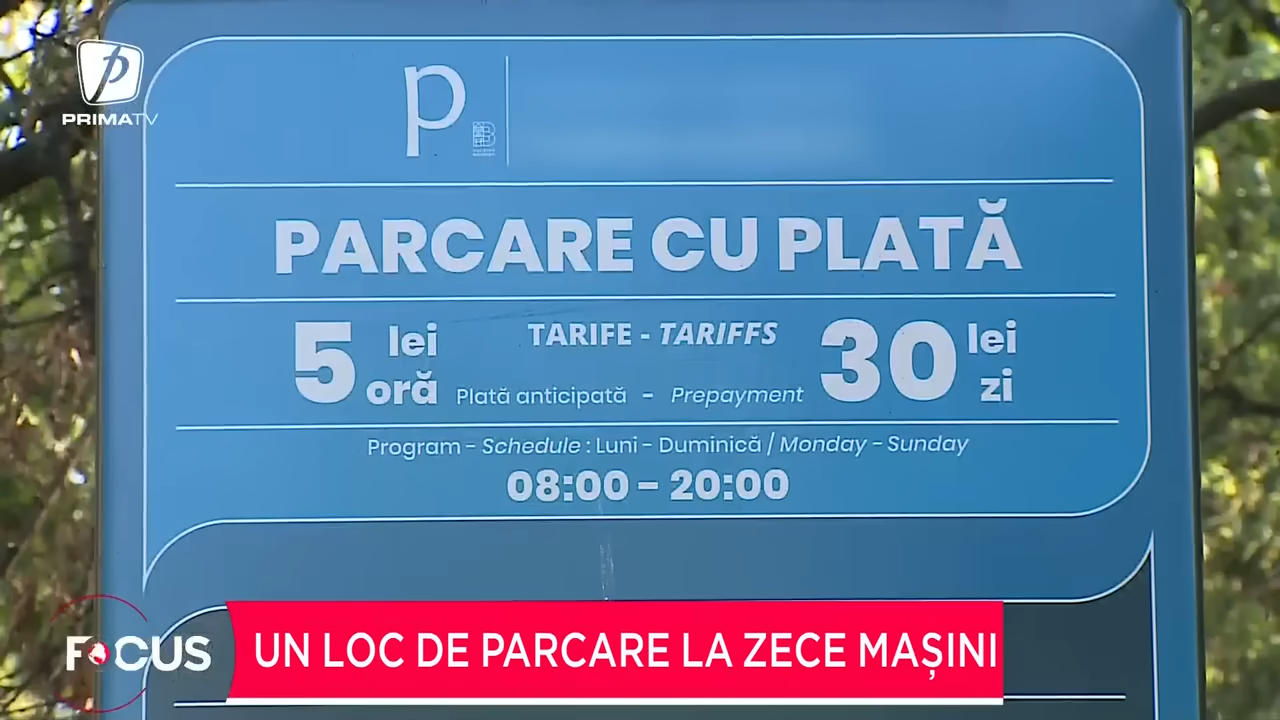 PRIMATV
p
PARCARE CU PLATĂ
5 lei oră
TARIFE - TARIFFS
Plată anticipată - Prepayment
30 lei zi
Program - Schedule : Luni - Duminică / Monday - Sunday
08:00 - 20:00
FOCUS
UN LOC DE PARCARE LA ZECE MAȘINI